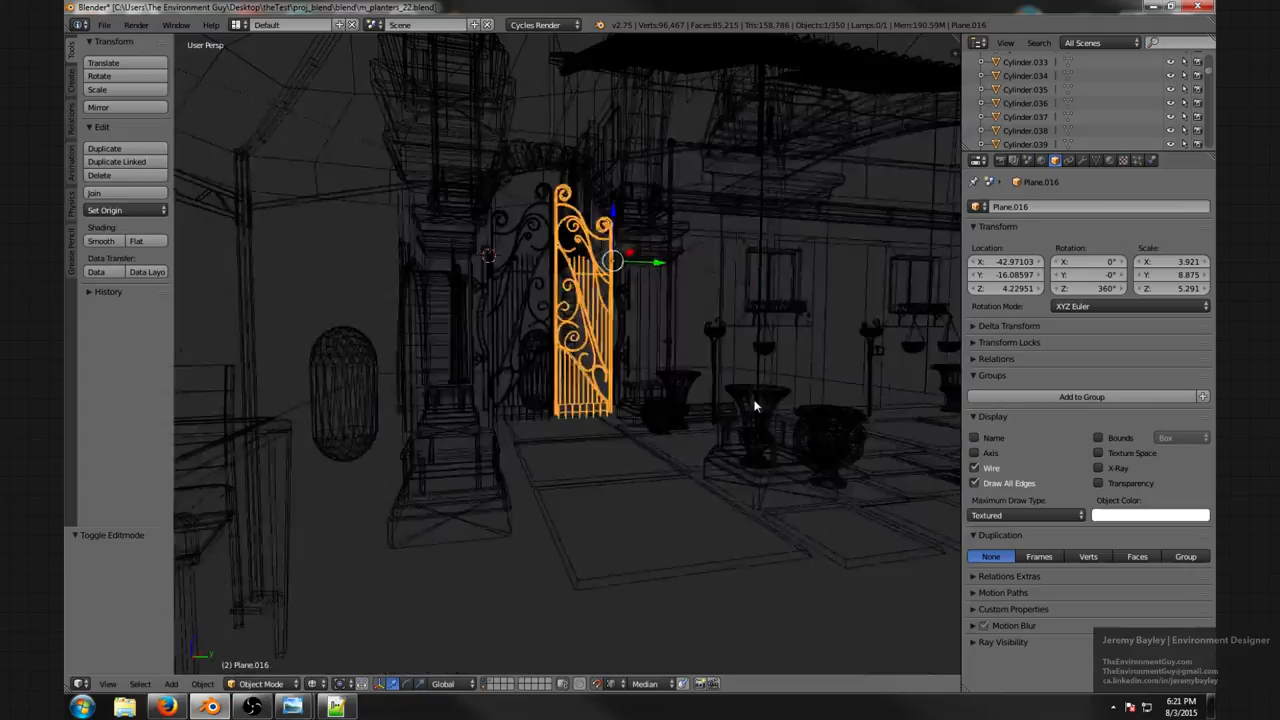 Blender* [C:\Users\The Environment Guy\Desktop\theTest\proj_blend\blend\m_planters_22.blend]
File Render Window Help Default Scene Cycles Render v2.75 | Verts:96,467 | Faces:85,215 | Tris:158,786 | Objects:1/350 | Lamps:0/1 | Mem:190.59M | Plane.016
Tools
Create
Relations
Animation
Physics
Grease Pencil
Transform
Translate
Rotate
Scale
Mirror
Edit
Duplicate
Duplicate Linked
Delete
Join
Set Origin
Shading:
Smooth Flat
Data Transfer:
Data Data Layo
History
Toggle Editmode
User Persp
(2) Plane.016
View Search All Scenes
Cylinder.033
Cylinder.034
Cylinder.035
Cylinder.036
Cylinder.037
Cylinder.038
Cylinder.039
Plane.016
Plane.016
Transform
Location: Rotation: Scale:
X: -42.97103 X: 0° X: 3.921
Y: -16.08597 Y: -0° Y: 8.875
Z: 4.22951 Z: 360° Z: 5.291
Rotation Mode: XYZ Euler
Delta Transform
Transform Locks
Relations
Groups
Add to Group
Display
Name Bounds Box
Axis Texture Space
Wire X-Ray
Draw All Edges Transparency
Maximum Draw Type: Object Color:
Textured
Duplication
None Frames Verts Faces Group
Relations Extras
Motion Paths
Custom Properties
Motion Blur
Ray Visibility
Jeremy Bayley | Environment Designer
TheEnvironmentGuy.com
TheEnvironmentGuy@gmail.com
ca.linkedin.com/in/jeremybayley
View Select Add Object Object Mode Global Median
6:21 PM
8/3/2015